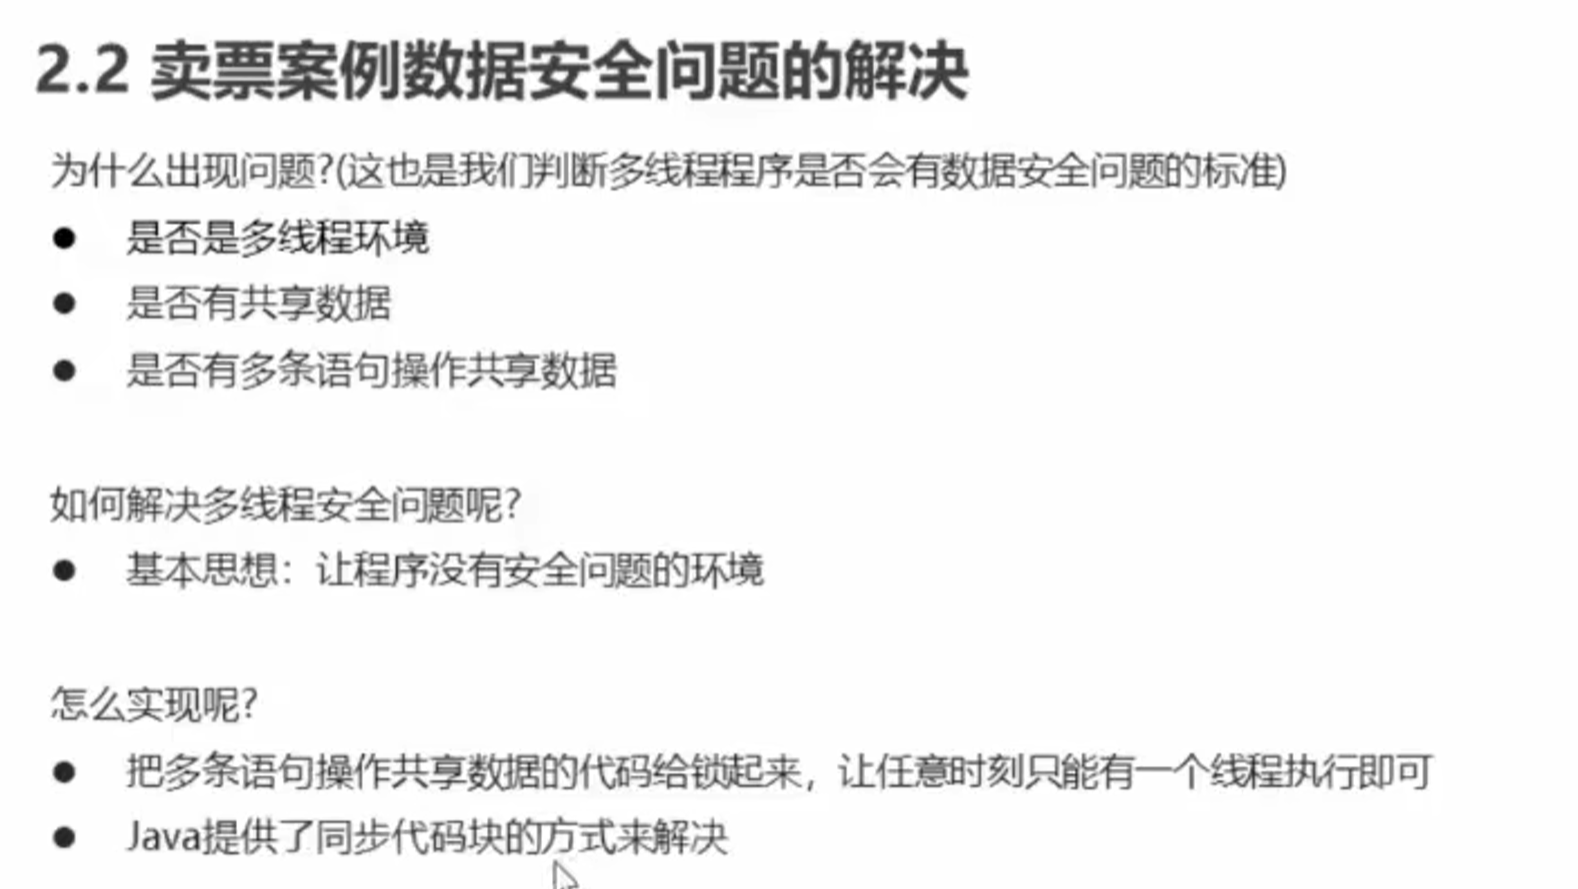 2.2 卖票案例数据安全问题的解决
为什么出现问题?(这也是我们判断多线程程序是否会有数据安全问题的标准)
● 是否是多线程环境
● 是否有共享数据
● 是否有多条语句操作共享数据
如何解决多线程安全问题呢?
● 基本思想：让程序没有安全问题的环境
怎么实现呢?
● 把多条语句操作共享数据的代码给锁起来，让任意时刻只能有一个线程执行即可
● Java提供了同步代码块的方式来解决